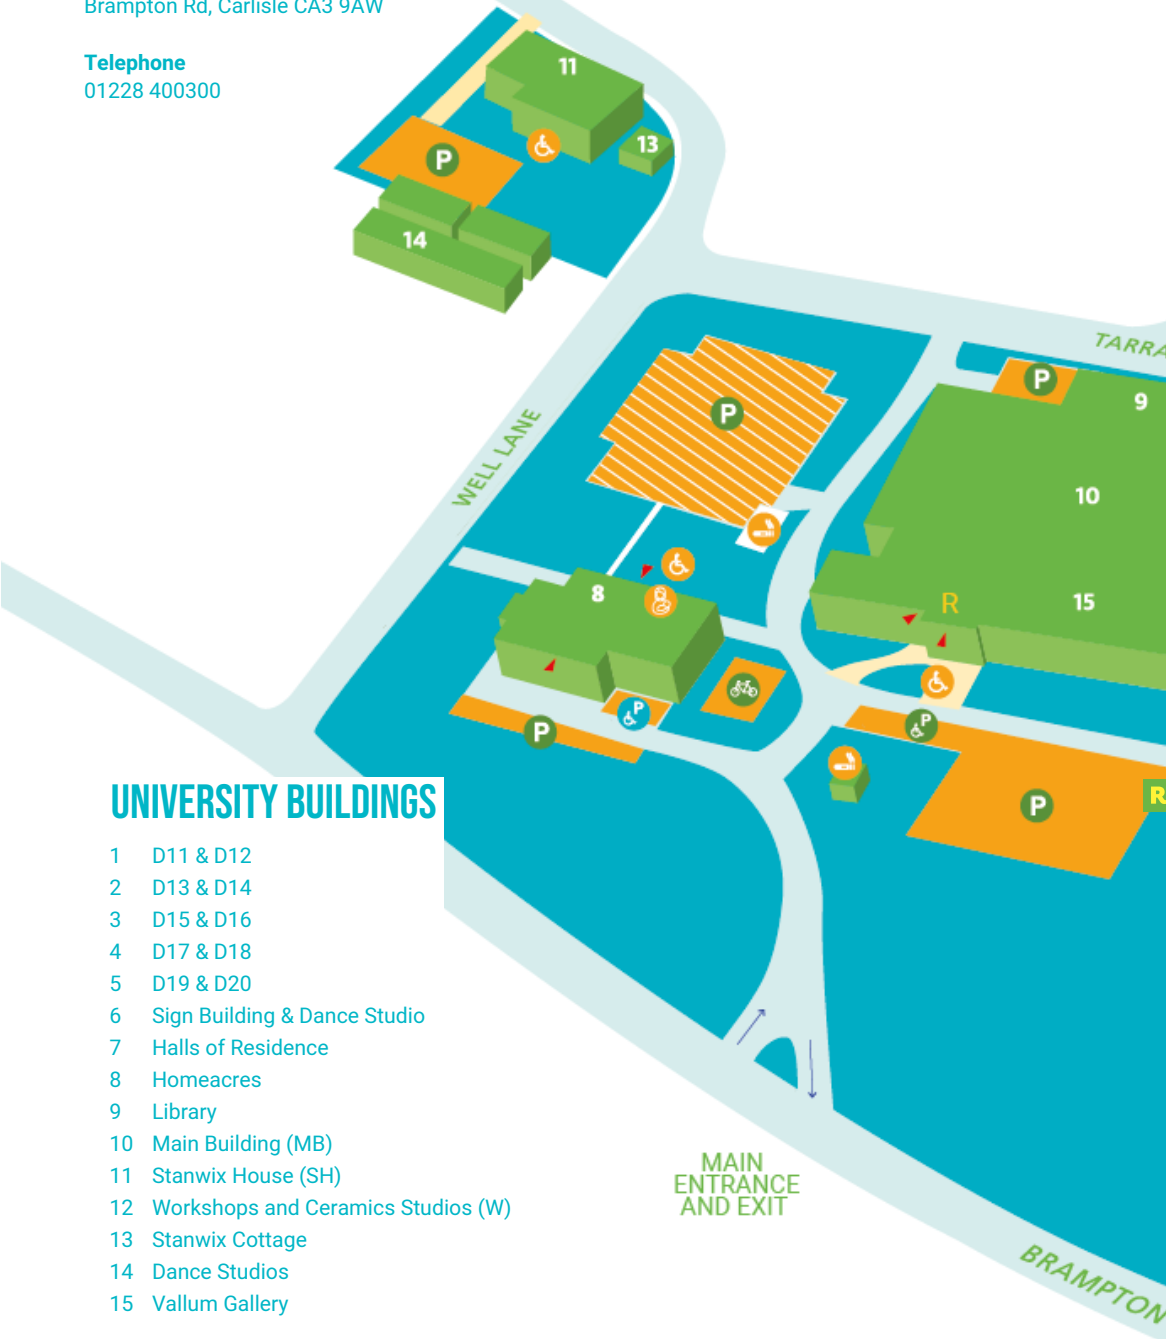 Brampton Rd, Carlisle CA3 9AW
Telephone
01228 400300
11
13
P
14
TARRA
P
9
P
WELL LANE
10
8
R
15
P
P
P
P
R
UNIVERSITY BUILDINGS
1 D11 & D12
2 D13 & D14
3 D15 & D16
4 D17 & D18
5 D19 & D20
6 Sign Building & Dance Studio
7 Halls of Residence
8 Homeacres
9 Library
10 Main Building (MB)
11 Stanwix House (SH)
12 Workshops and Ceramics Studios (W)
13 Stanwix Cottage
14 Dance Studios
15 Vallum Gallery
MAIN
ENTRANCE
AND EXIT
BRAMPTON